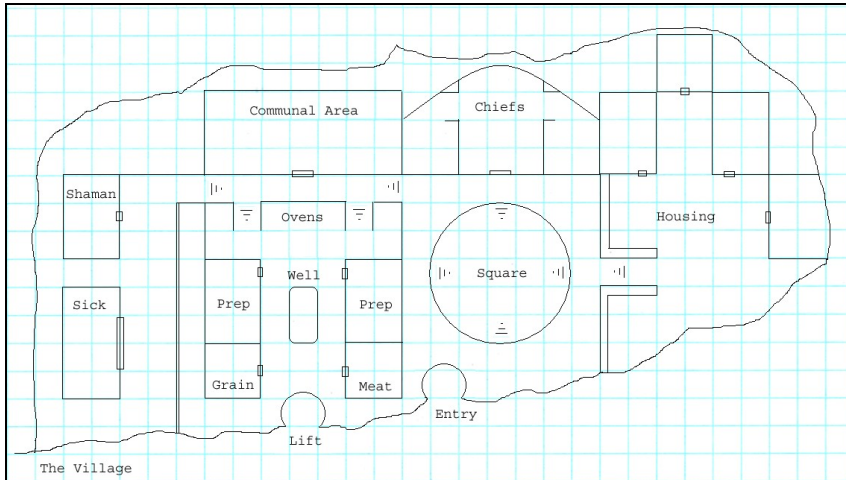 Communal Area
Chiefs
Shaman
Ovens
Housing
Well
Square
Sick
Prep
Prep
Grain
Meat
Entry
Lift
The Village